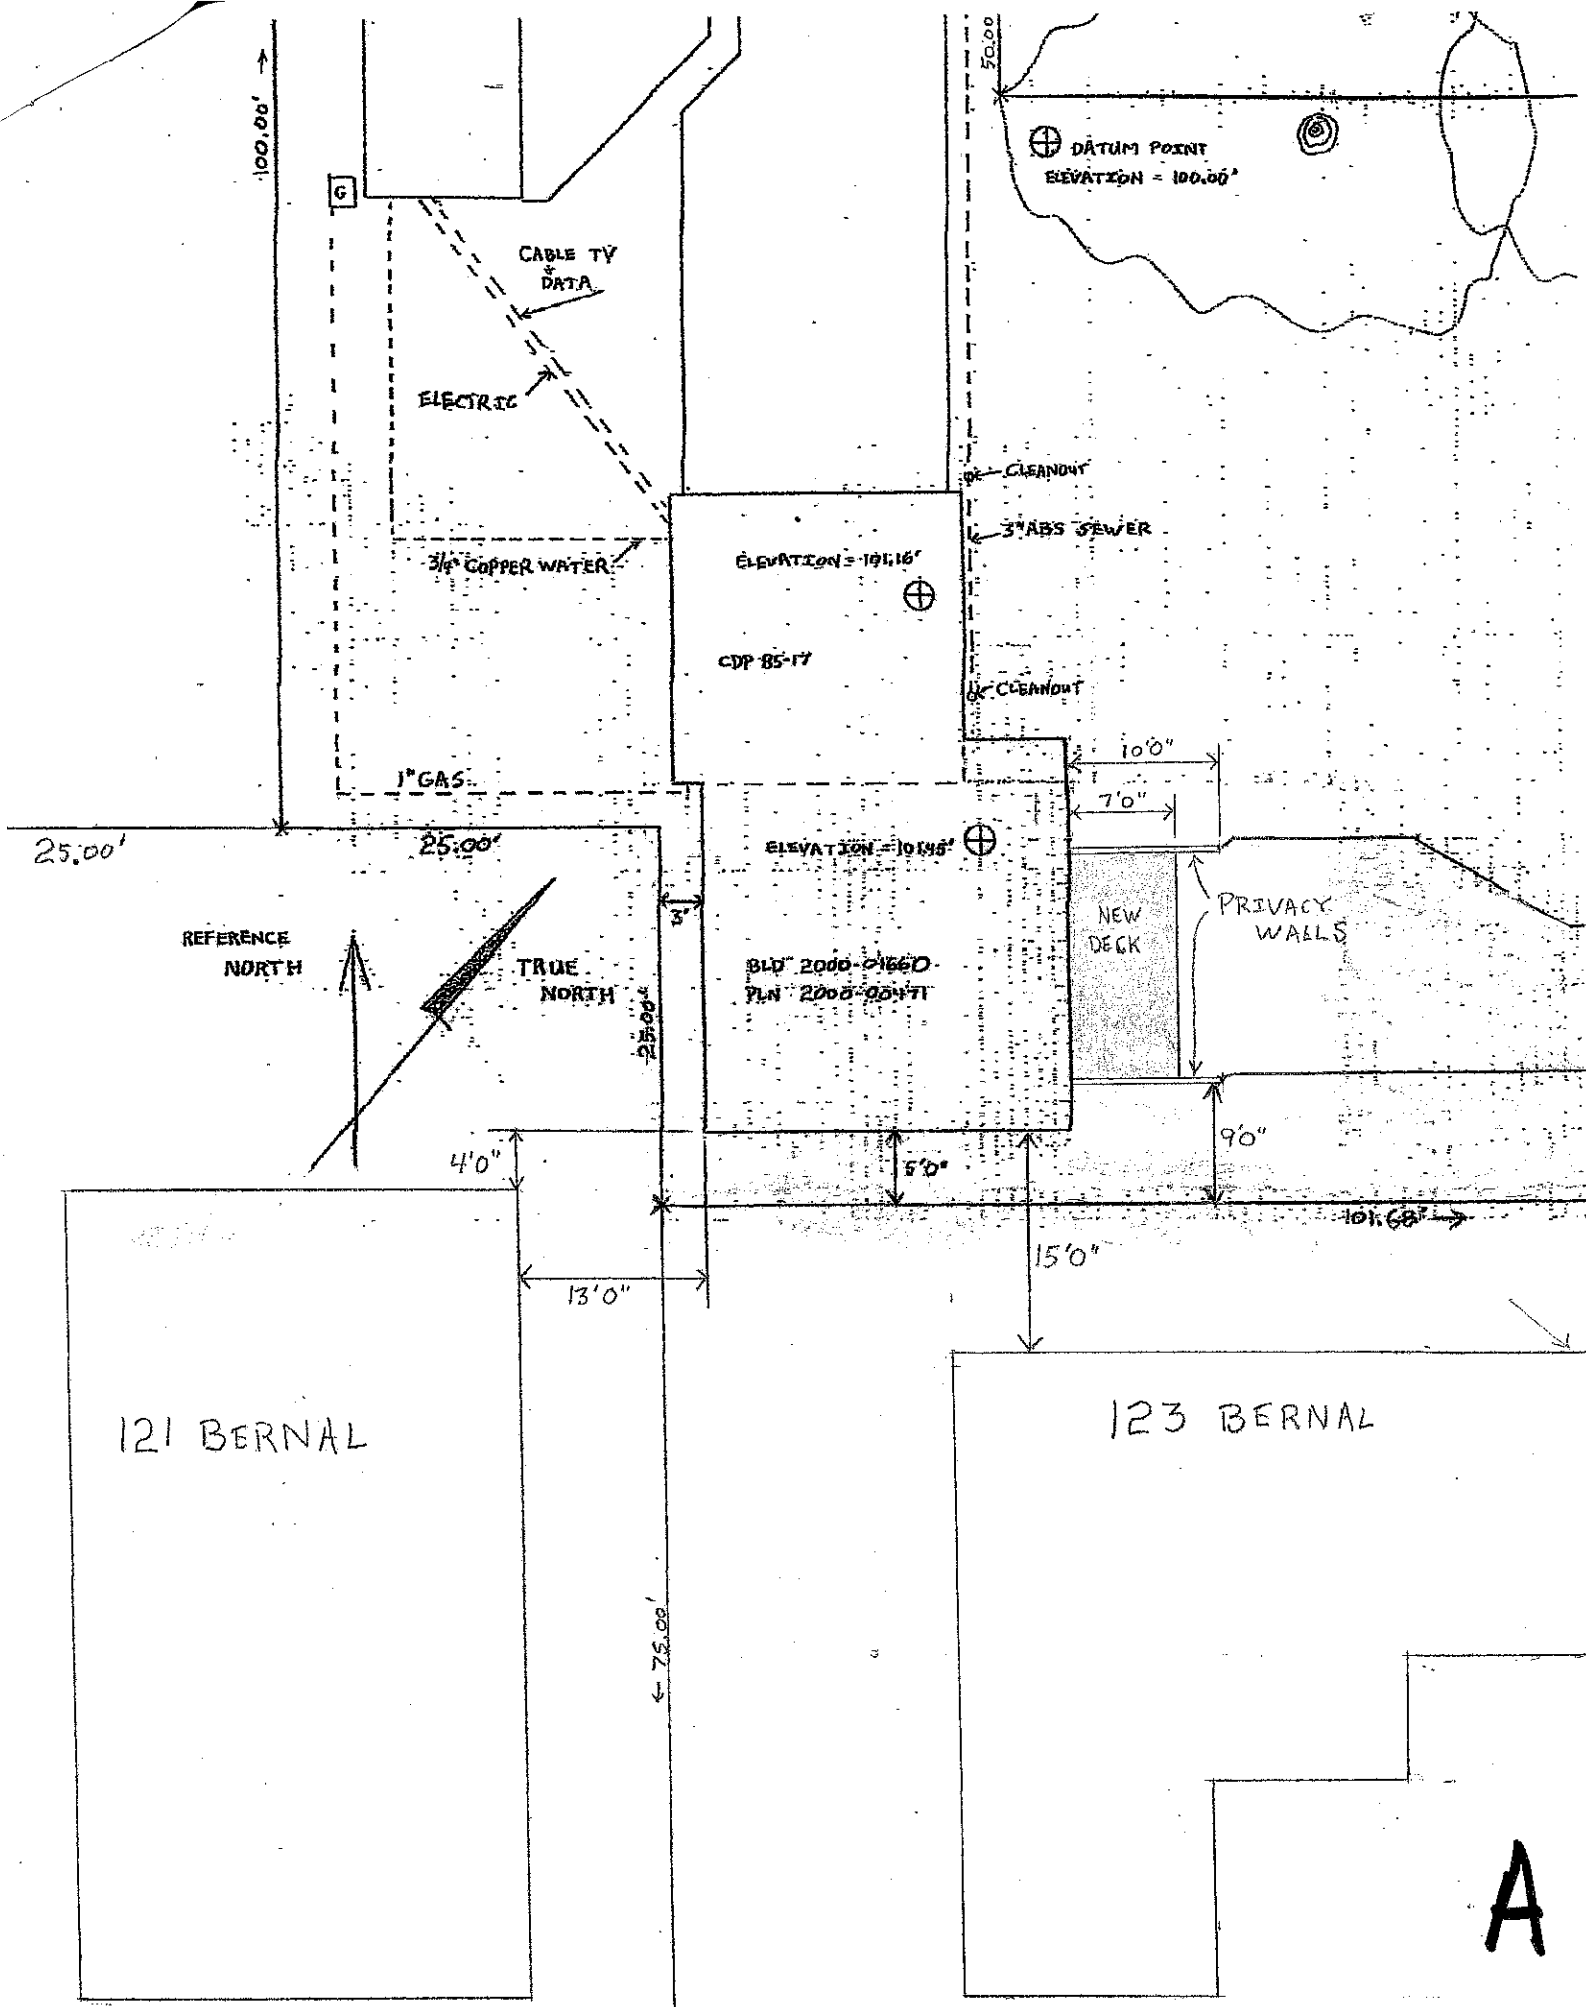 50.00
100.00'
DATUM POINT
ELEVATION = 100.00'
G
CABLE TV
&
DATA
ELECTRIC
CLEANOUT
3" ABS SEWER
3/4" COPPER WATER
ELEVATION = 101.16'
CDP 85-17
CLEANOUT
10'0"
1" GAS
7'0"
25.00'
25.00'
ELEVATION = 101.45'
3'
NEW
DECK
PRIVACY
WALLS
REFERENCE
NORTH
TRUE
NORTH
BLD 2000-01660
PLN 2000-00471
25.00'
4'0"
5'0"
9'0"
101.68' →
15'0"
13'0"
121 BERNAL
123 BERNAL
← 75.00'
A